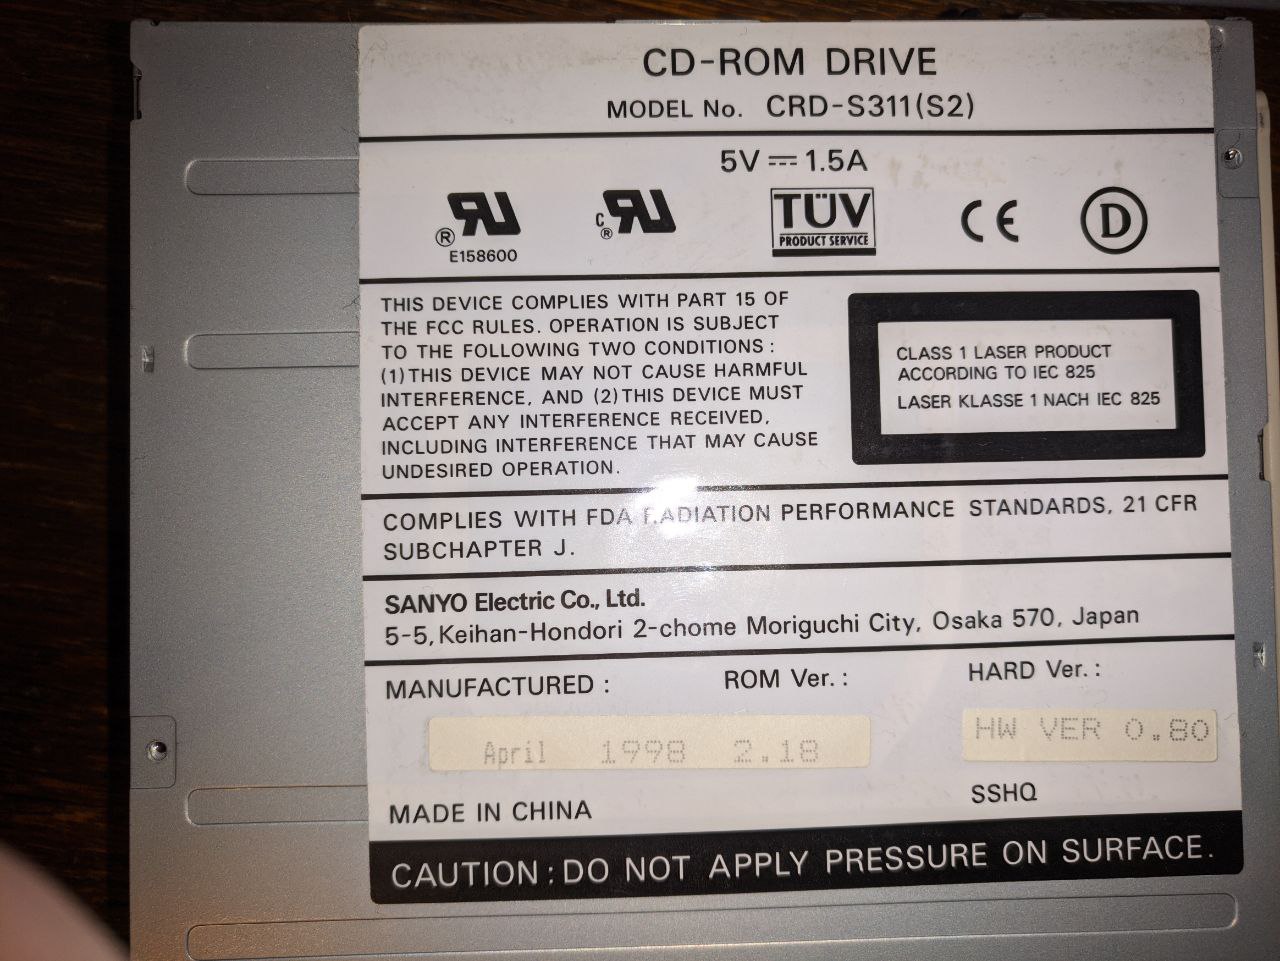 CD-ROM DRIVE
MODEL No. CRD-S311(S2)
5V ⎓ 1.5A
®
E158600
C
®
TÜV
PRODUCT SERVICE
CE
D
THIS DEVICE COMPLIES WITH PART 15 OF
THE FCC RULES. OPERATION IS SUBJECT
TO THE FOLLOWING TWO CONDITIONS :
(1) THIS DEVICE MAY NOT CAUSE HARMFUL
INTERFERENCE, AND (2) THIS DEVICE MUST
ACCEPT ANY INTERFERENCE RECEIVED,
INCLUDING INTERFERENCE THAT MAY CAUSE
UNDESIRED OPERATION.
CLASS 1 LASER PRODUCT
ACCORDING TO IEC 825
LASER KLASSE 1 NACH IEC 825
COMPLIES WITH FDA RADIATION PERFORMANCE STANDARDS, 21 CFR
SUBCHAPTER J.
SANYO Electric Co., Ltd.
5-5, Keihan-Hondori 2-chome Moriguchi City, Osaka 570, Japan
MANUFACTURED : ROM Ver. : HARD Ver. :
April 1998 2.18 HW VER 0.80
MADE IN CHINA SSHQ
CAUTION : DO NOT APPLY PRESSURE ON SURFACE.